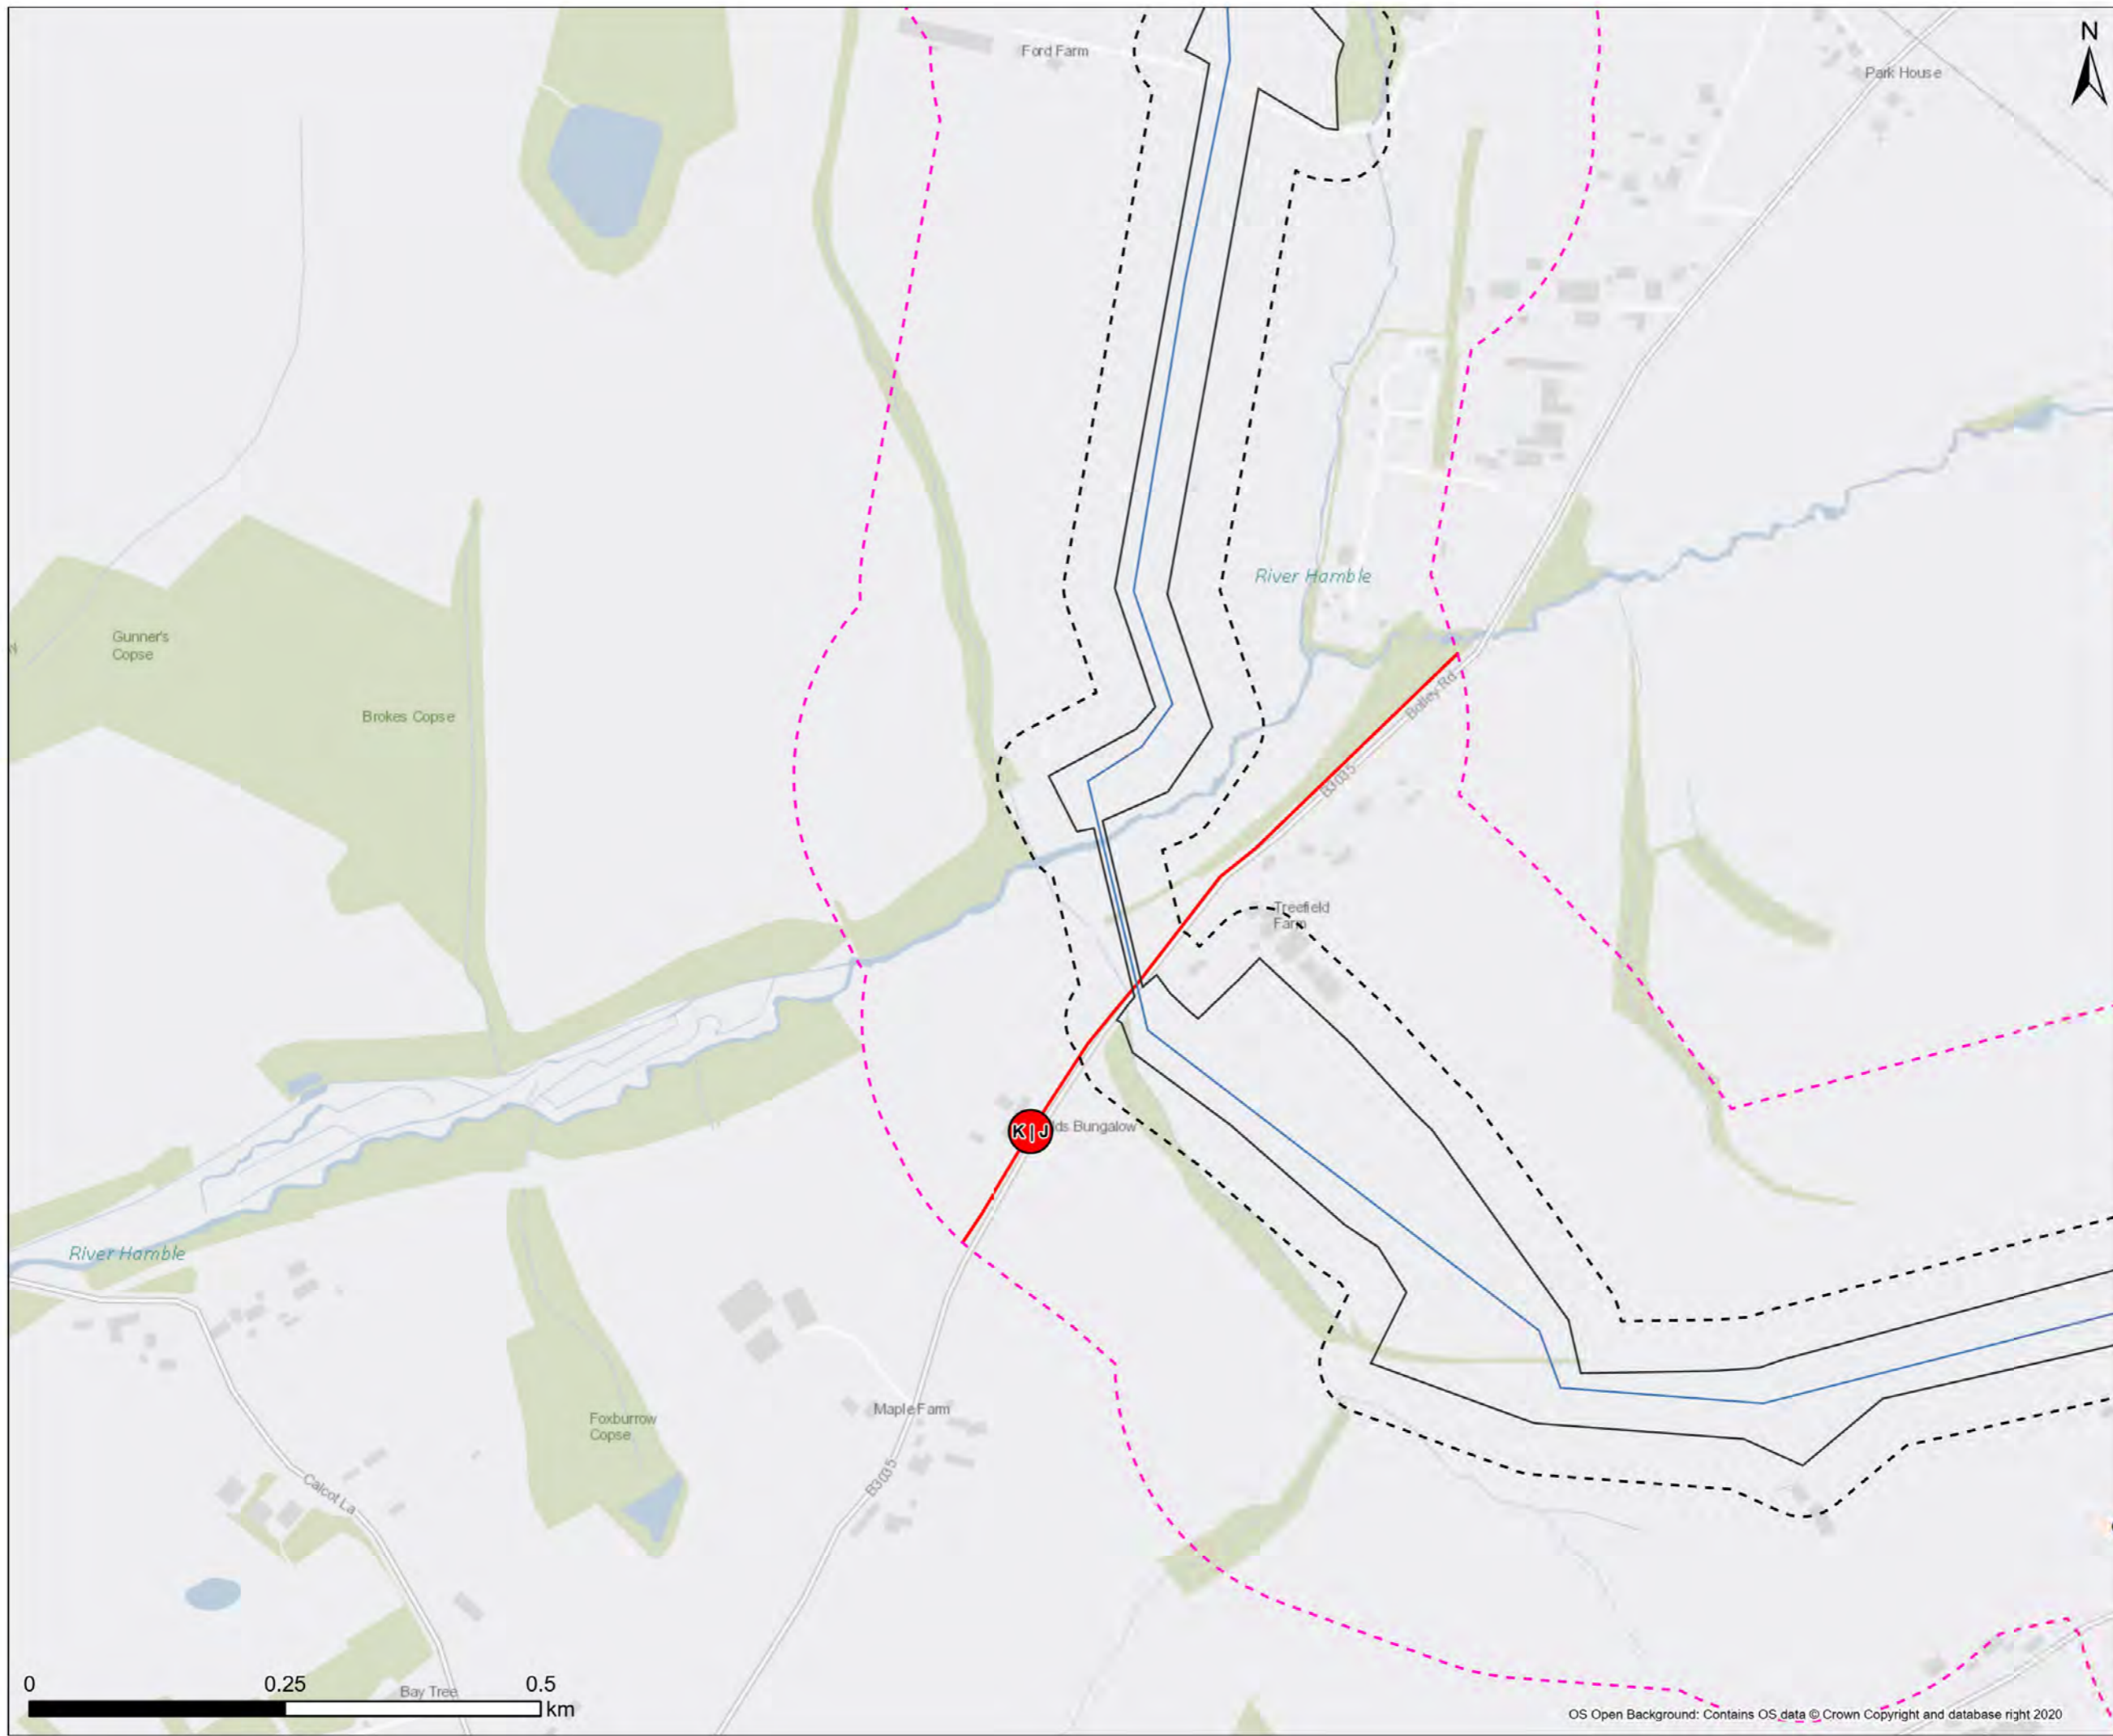 N
Ford Farm
Park House
River Hamble
Gunner's
Copse
Brokes Copse
Botley Rd
B3035
Treefield
Farm
K|J
Bungalow
River Hamble
Maple Farm
Foxburrow
Copse
B3035
Calcot La
Bay Tree
0 0.25 0.5
km
OS Open Background: Contains OS data © Crown Copyright and database right 2020